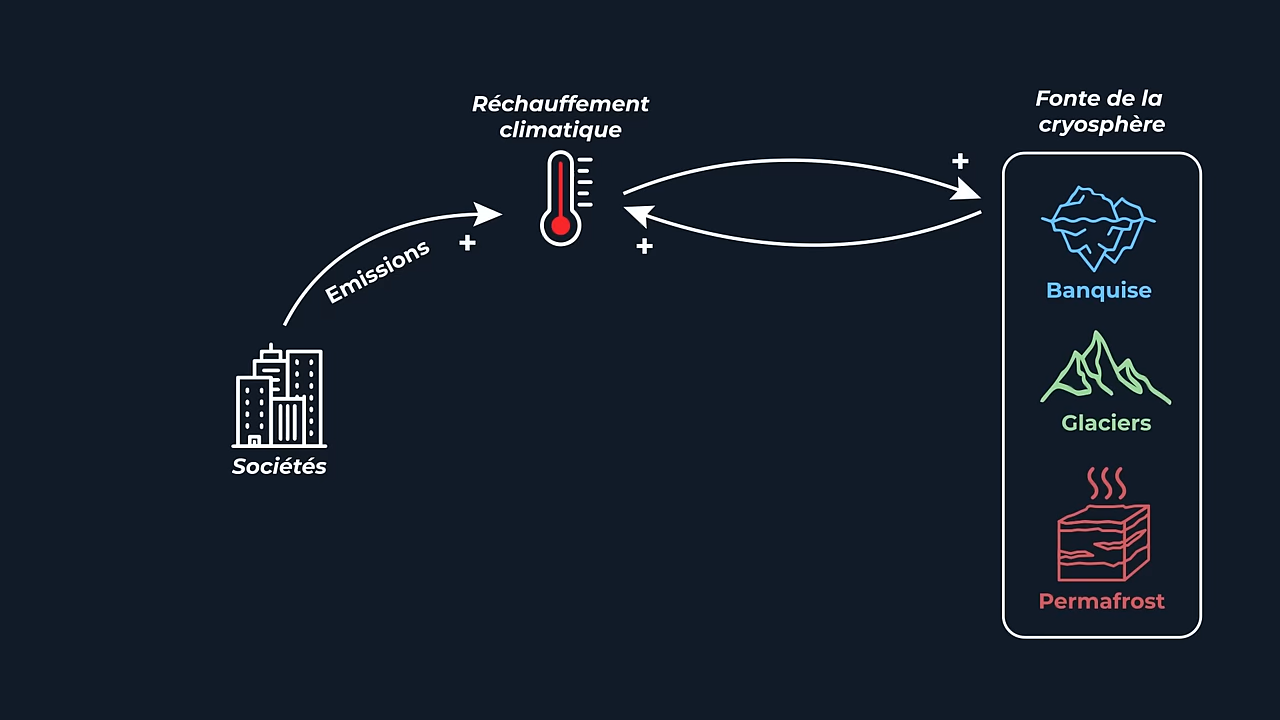 Réchauffement
climatique
Fonte de la
cryosphère
+
+
+
Emissions
Sociétés
Banquise
Glaciers
Permafrost